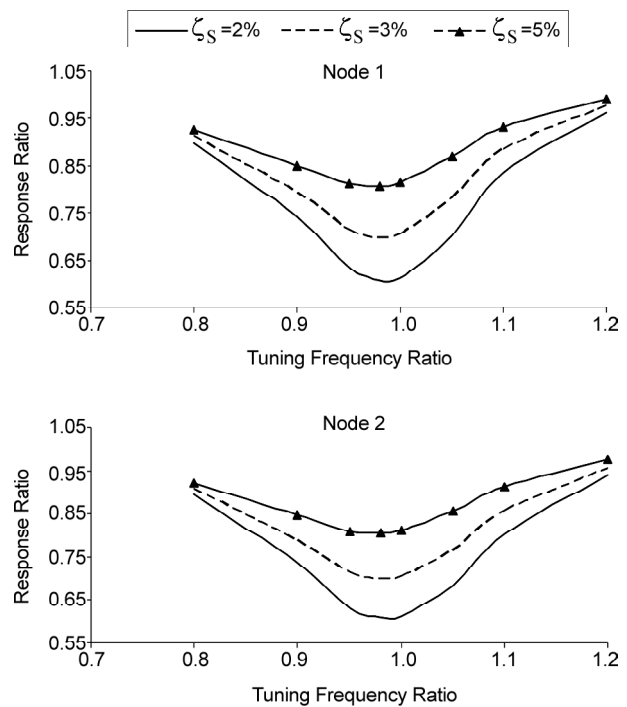 ζS =2% ζS =3% ζS =5%
Node 1
1.05
0.95
0.85
0.75
0.65
0.55
Response Ratio
0.7 0.8 0.9 1.0 1.1 1.2
Tuning Frequency Ratio
Node 2
1.05
0.95
0.85
0.75
0.65
0.55
Response Ratio
0.7 0.8 0.9 1.0 1.1 1.2
Tuning Frequency Ratio